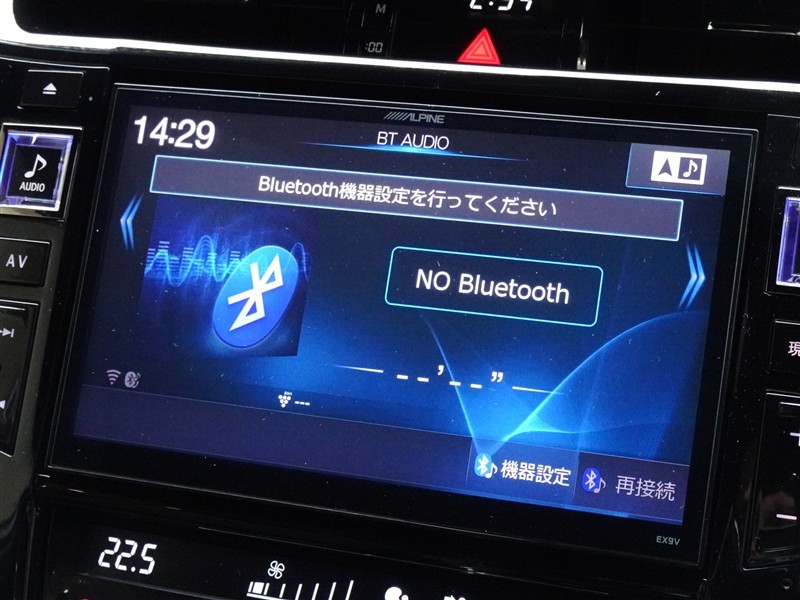 M
:00
ALPINE
14:29
BT AUDIO
AUDIO
Bluetooth機器設定を行ってください
AV
NO Bluetooth
--'--"
現
---
機器設定
再接続
EX9V
22.5